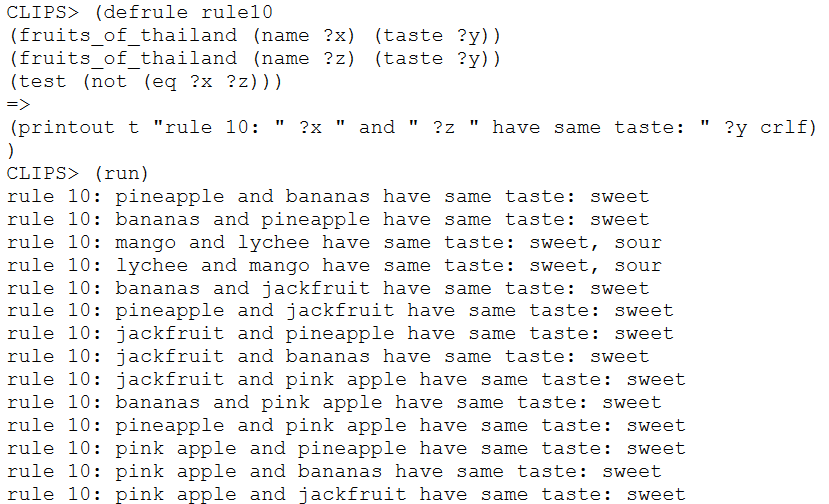 CLIPS> (defrule rule10
(fruits_of_thailand (name ?x) (taste ?y))
(fruits_of_thailand (name ?z) (taste ?y))
(test (not (eq ?x ?z)))
=>
(printout t "rule 10: " ?x " and " ?z " have same taste: " ?y crlf)
)
CLIPS> (run)
rule 10: pineapple and bananas have same taste: sweet
rule 10: bananas and pineapple have same taste: sweet
rule 10: mango and lychee have same taste: sweet, sour
rule 10: lychee and mango have same taste: sweet, sour
rule 10: bananas and jackfruit have same taste: sweet
rule 10: pineapple and jackfruit have same taste: sweet
rule 10: jackfruit and pineapple have same taste: sweet
rule 10: jackfruit and bananas have same taste: sweet
rule 10: jackfruit and pink apple have same taste: sweet
rule 10: bananas and pink apple have same taste: sweet
rule 10: pineapple and pink apple have same taste: sweet
rule 10: pink apple and pineapple have same taste: sweet
rule 10: pink apple and bananas have same taste: sweet
rule 10: pink apple and jackfruit have same taste: sweet